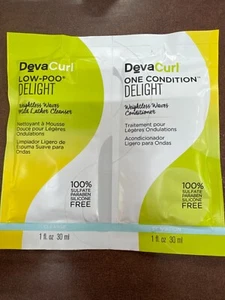 DevaCurl
LOW-POO®
DELIGHT
Weightless Waves
Mild Lather Cleanser
Nettoyant à Mousse
Douce pour Légères
Ondulations
Limpiador Ligero de
Espuma Suave para
Ondas
100%
SULFATE
PARABEN
SILICONE
FREE
1 fl. oz 30 ml
DevaCurl
ONE CONDITION™
DELIGHT
Weightless Waves
Conditioner
Traitement pour
Légères Ondulations
Acondicionador
Ligero para Ondas
100%
SULFATE
PARABEN
SILICONE
FREE
1 fl. oz 30 ml